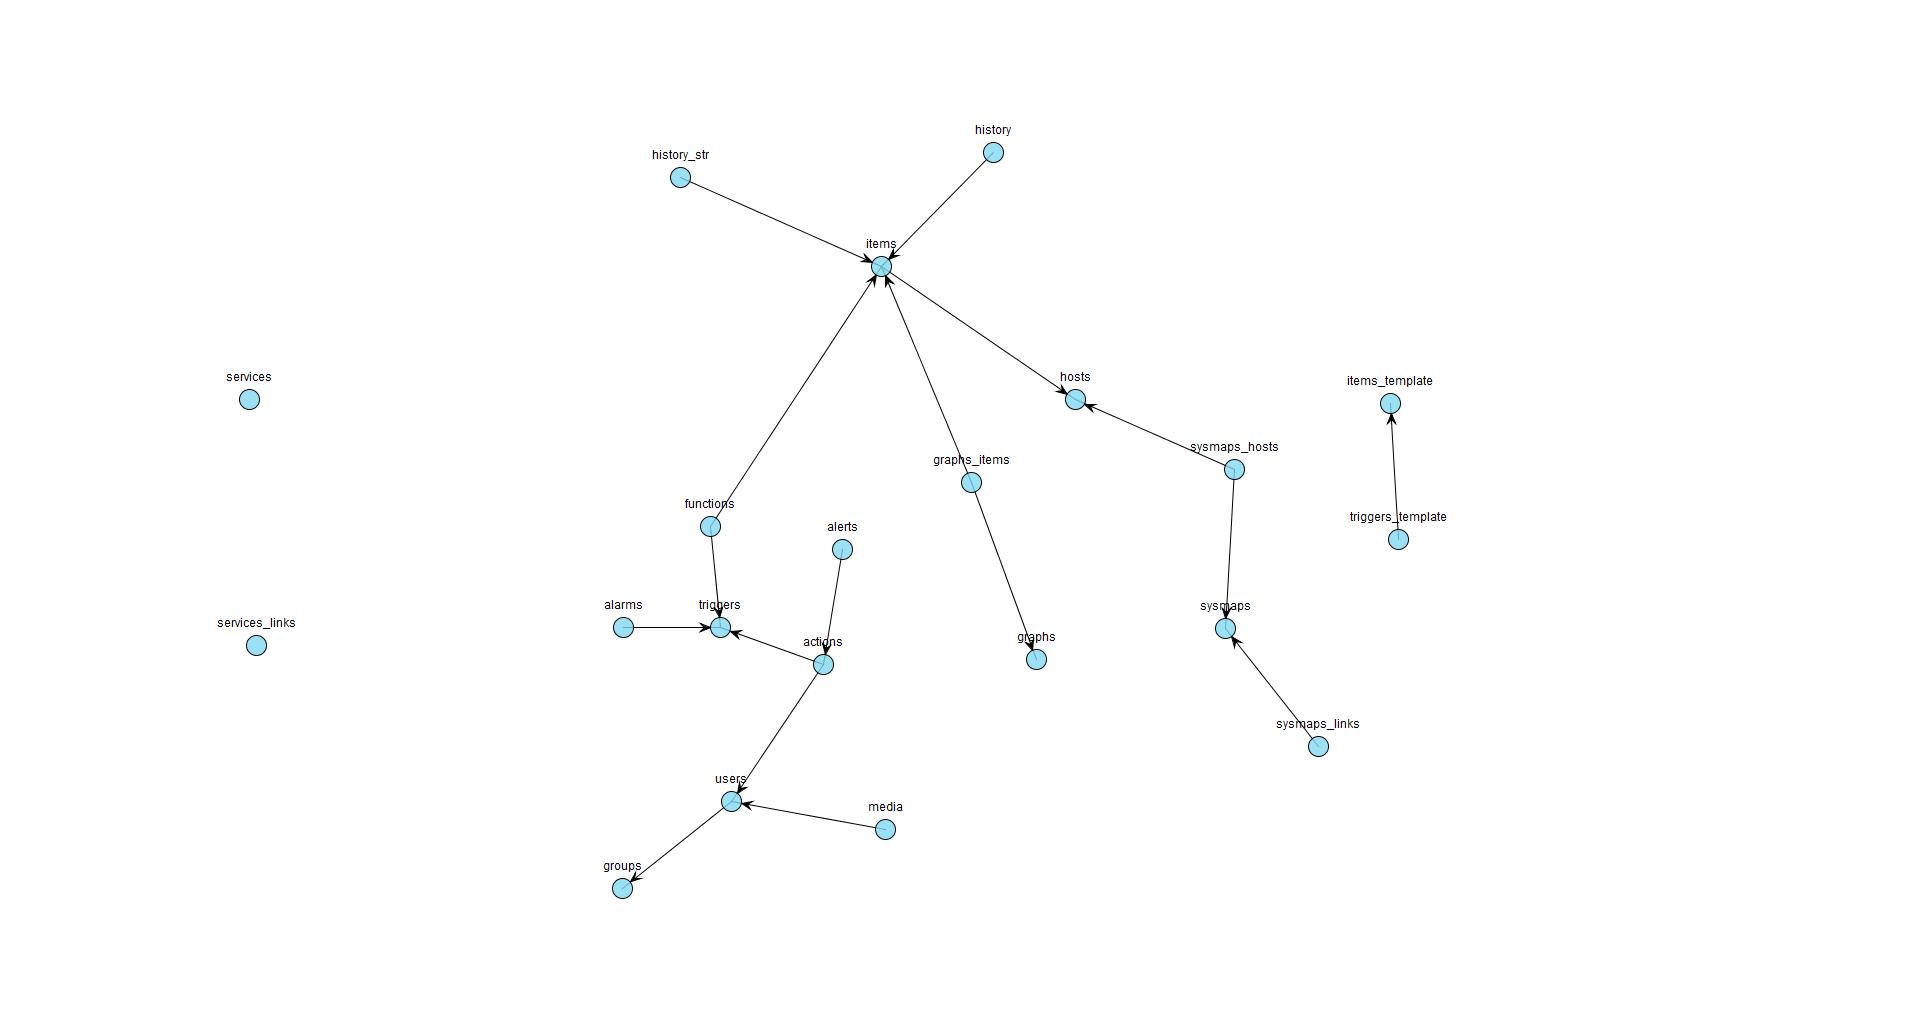 history
history_str
items
services
hosts
items_template
sysmaps_hosts
graphs_items
functions
triggers_template
alerts
alarms
triggers
sysmaps
services_links
graphs
actions
sysmaps_links
users
media
groups